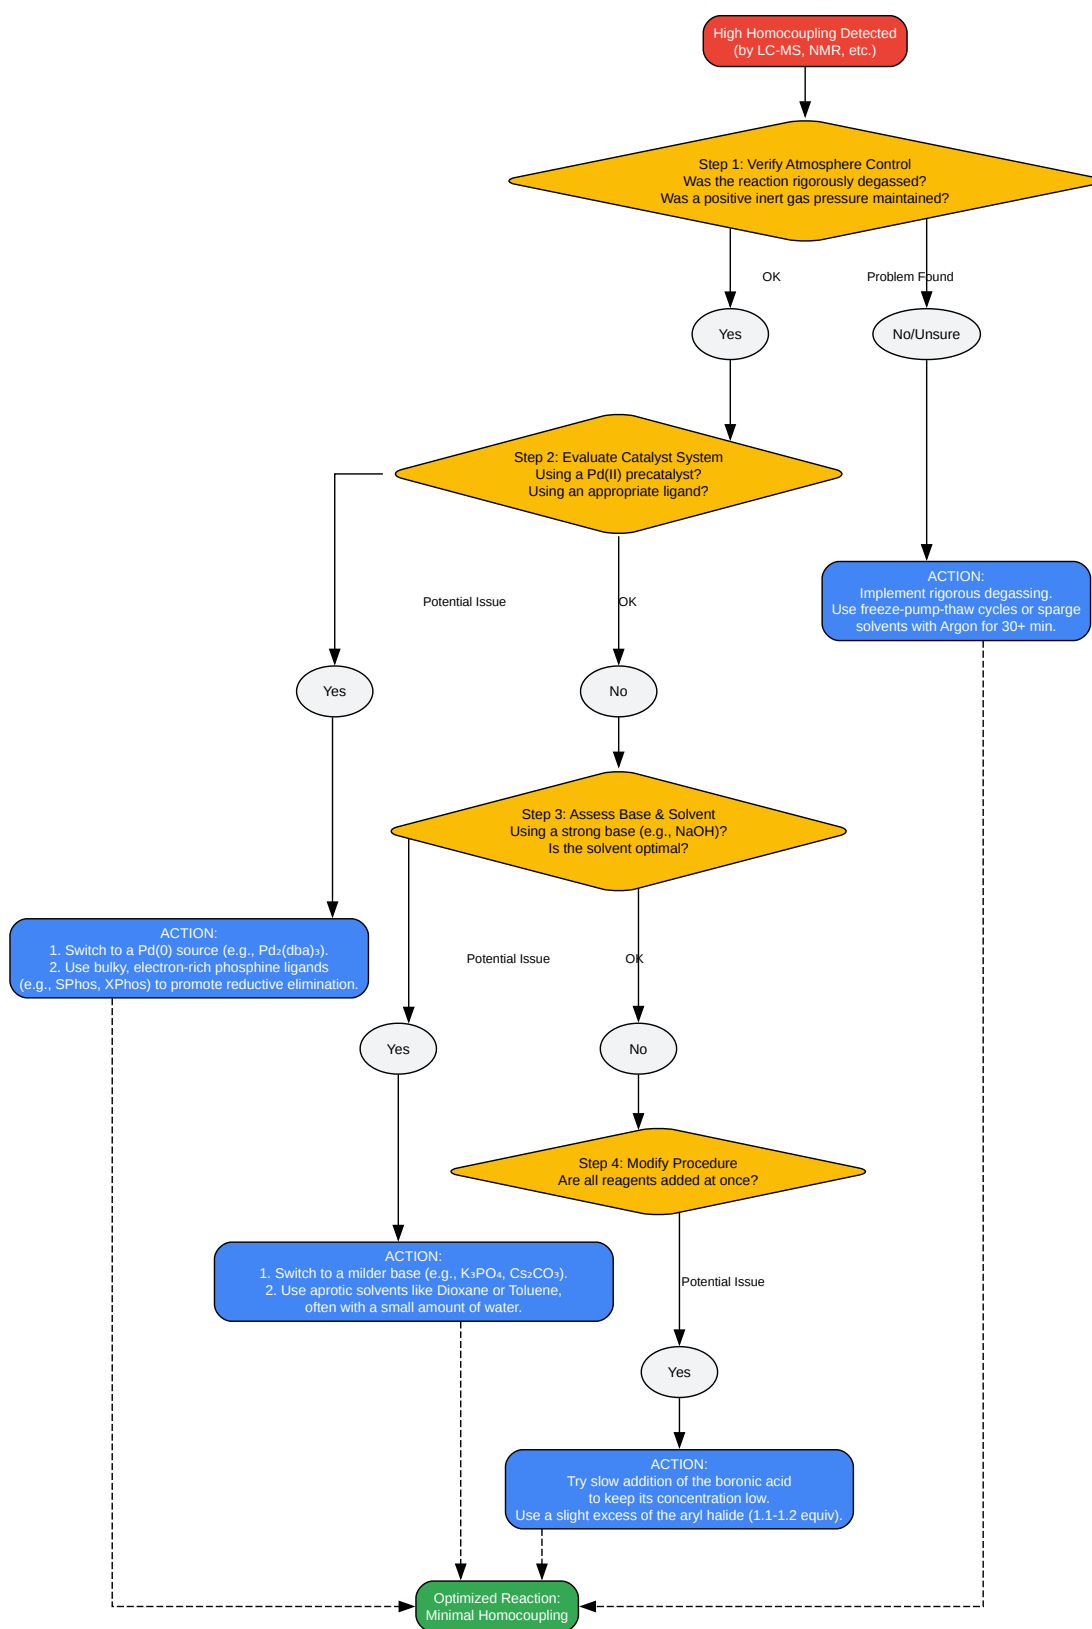 High Homocoupling Detected
(by LC-MS, NMR, etc.)
Step 1: Verify Atmosphere Control
Was the reaction rigorously degassed?
Was a positive inert gas pressure maintained?
OK
Problem Found
Yes
No/Unsure
Step 2: Evaluate Catalyst System
Using a Pd(II) precatalyst?
Using an appropriate ligand?
ACTION:
Implement rigorous degassing.
Use freeze-pump-thaw cycles or sparge
solvents with Argon for 30+ min.
Potential Issue
OK
Yes
No
Step 3: Assess Base & Solvent
Using a strong base (e.g., NaOH)?
Is the solvent optimal?
ACTION:
1. Switch to a Pd(0) source (e.g., Pd₂(dba)₃).
2. Use bulky, electron-rich phosphine ligands
(e.g., SPhos, XPhos) to promote reductive elimination.
Potential Issue
OK
Yes
No
Step 4: Modify Procedure
Are all reagents added at once?
ACTION:
1. Switch to a milder base (e.g., K₃PO₄, Cs₂CO₃).
2. Use aprotic solvents like Dioxane or Toluene,
often with a small amount of water.
Potential Issue
Yes
ACTION:
Try slow addition of the boronic acid
to keep its concentration low.
Use a slight excess of the aryl halide (1.1-1.2 equiv).
Optimized Reaction:
Minimal Homocoupling